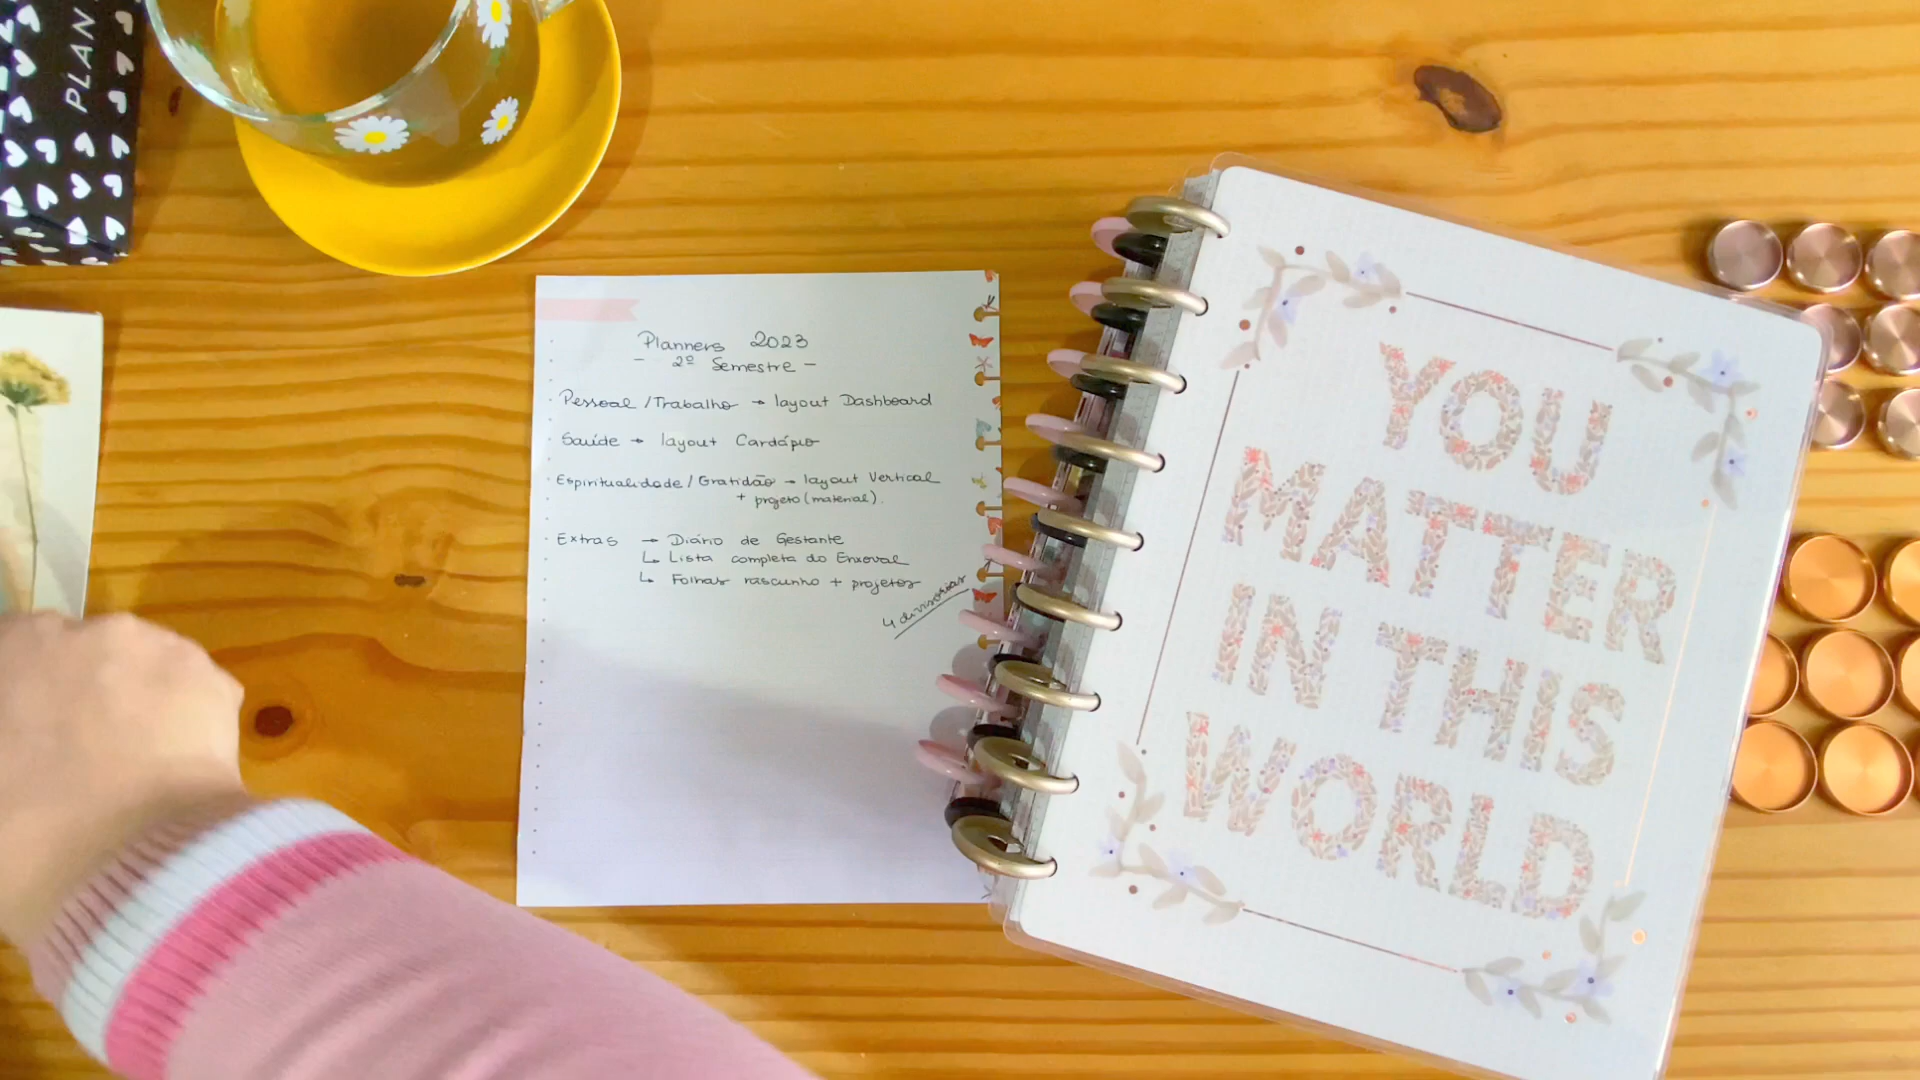 PLAN
Planners 2023
- 2º Semestre -
Pessoal / Trabalho → layout Dashboard
Saúde → layout Cardápio
Espiritualidade / Gratidão → layout Vertical
+ projeto (material).
Extras → Diário de Gestante
↳ Lista completa do Enxoval
↳ Folhas rascunho + projetos
4 divisórias
YOU
MATTER
IN THIS
WORLD